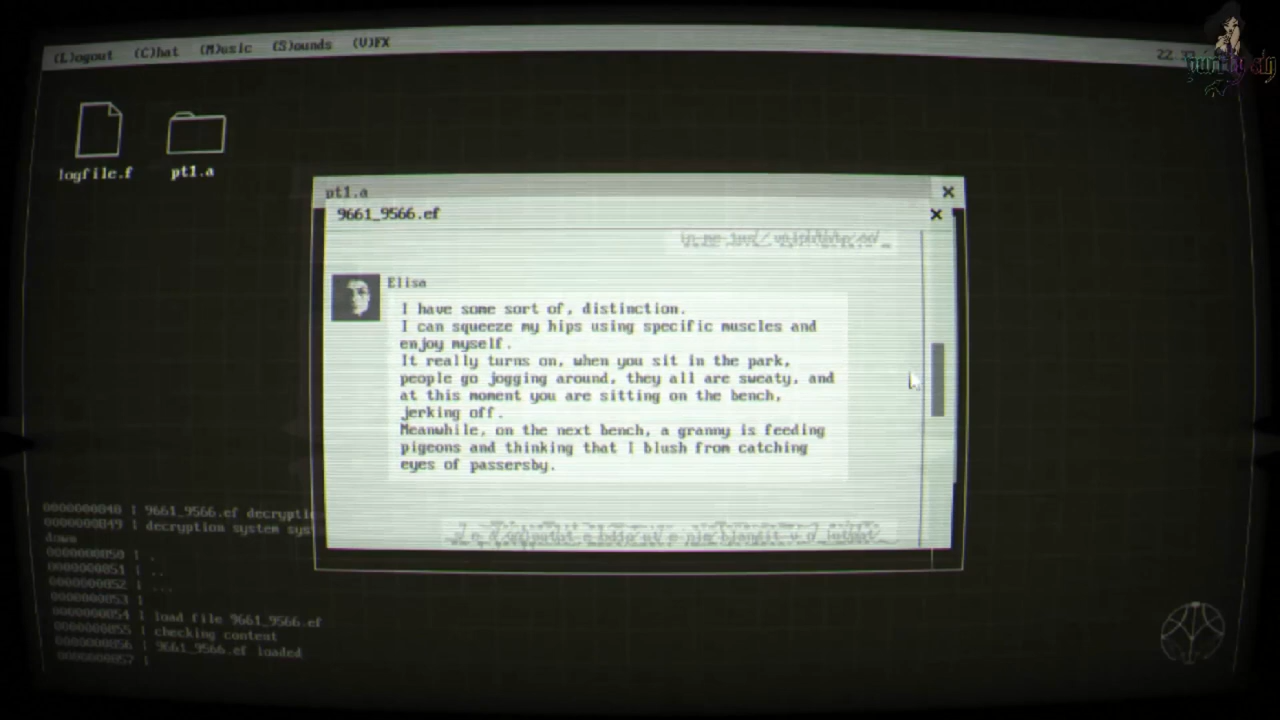 (L)ogout (C)hat (M)usic (S)ounds (V)FX
logfile.f
pt1.a
pt1.a
9661_9566.ef
Elisa
I have some sort of, distinction.
I can squeeze my hips using specific muscles and
enjoy myself.
It really turns on, when you sit in the park,
people go jogging around, they all are sweaty, and
at this moment you are sitting on the bench,
jerking off.
Meanwhile, on the next bench, a granny is feeding
pigeons and thinking that I blush from catching
eyes of passersby.
0000000048 | 9661_9566.ef decrypti
0000000049 | decryption system sys
down
0000000050 | .
0000000051 | ..
0000000052 | ...
0000000053 |
0000000054 | load file 9661_9566.ef
0000000055 | checking content
0000000056 | 9661_9566.ef loaded
0000000057 |